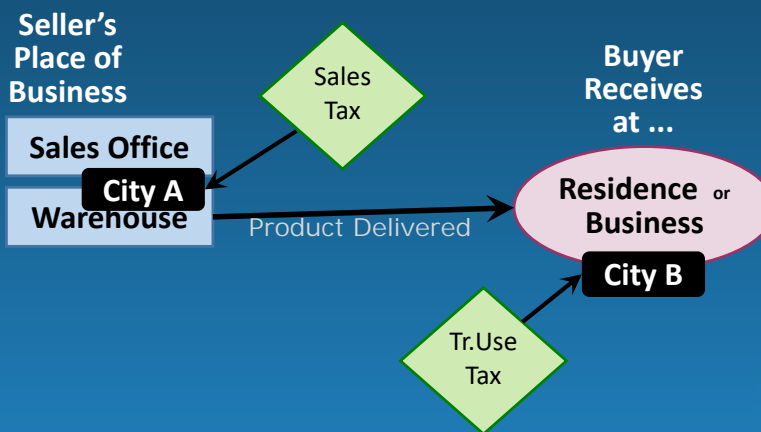 Seller’s
Place of
Business
Sales Office
City A
Warehouse
Sales
Tax
Product Delivered
Buyer
Receives
at ...
Residence or
Business
City B
Tr.Use
Tax